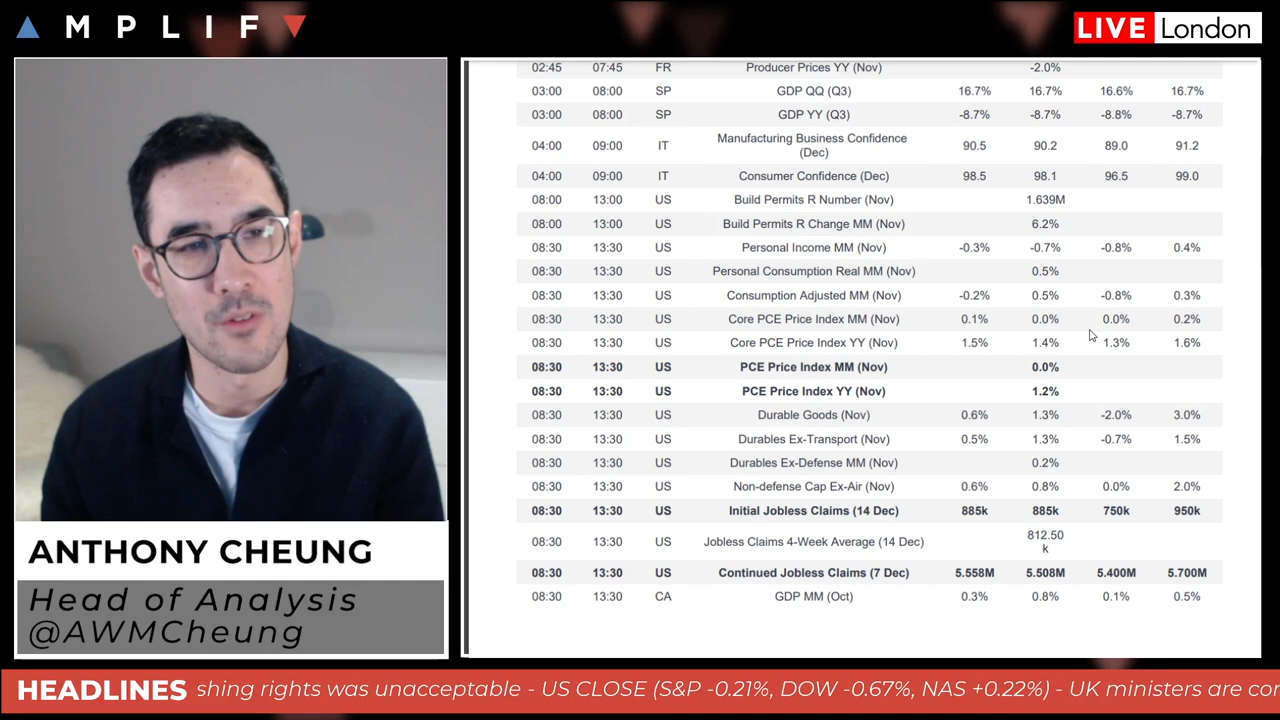 AMPLIFY
LIVE London
02:45 07:45 FR Producer Prices YY (Nov) -2.0%
03:00 08:00 SP GDP QQ (Q3) 16.7% 16.7% 16.6% 16.7%
03:00 08:00 SP GDP YY (Q3) -8.7% -8.7% -8.8% -8.7%
04:00 09:00 IT Manufacturing Business Confidence (Dec) 90.5 90.2 89.0 91.2
04:00 09:00 IT Consumer Confidence (Dec) 98.5 98.1 96.5 99.0
08:00 13:00 US Build Permits R Number (Nov) 1.639M
08:00 13:00 US Build Permits R Change MM (Nov) 6.2%
08:30 13:30 US Personal Income MM (Nov) -0.3% -0.7% -0.8% 0.4%
08:30 13:30 US Personal Consumption Real MM (Nov) 0.5%
08:30 13:30 US Consumption Adjusted MM (Nov) -0.2% 0.5% -0.8% 0.3%
08:30 13:30 US Core PCE Price Index MM (Nov) 0.1% 0.0% 0.0% 0.2%
08:30 13:30 US Core PCE Price Index YY (Nov) 1.5% 1.4% 1.3% 1.6%
08:30 13:30 US PCE Price Index MM (Nov) 0.0%
08:30 13:30 US PCE Price Index YY (Nov) 1.2%
08:30 13:30 US Durable Goods (Nov) 0.6% 1.3% -2.0% 3.0%
08:30 13:30 US Durables Ex-Transport (Nov) 0.5% 1.3% -0.7% 1.5%
08:30 13:30 US Durables Ex-Defense MM (Nov) 0.2%
08:30 13:30 US Non-defense Cap Ex-Air (Nov) 0.6% 0.8% 0.0% 2.0%
08:30 13:30 US Initial Jobless Claims (14 Dec) 885k 885k 750k 950k
08:30 13:30 US Jobless Claims 4-Week Average (14 Dec) 812.50k
08:30 13:30 US Continued Jobless Claims (7 Dec) 5.558M 5.508M 5.400M 5.700M
08:30 13:30 CA GDP MM (Oct) 0.3% 0.8% 0.1% 0.5%
ANTHONY CHEUNG
Head of Analysis
@AWMCheung
HEADLINES shing rights was unacceptable - US CLOSE (S&P -0.21%, DOW -0.67%, NAS +0.22%) - UK ministers are cor